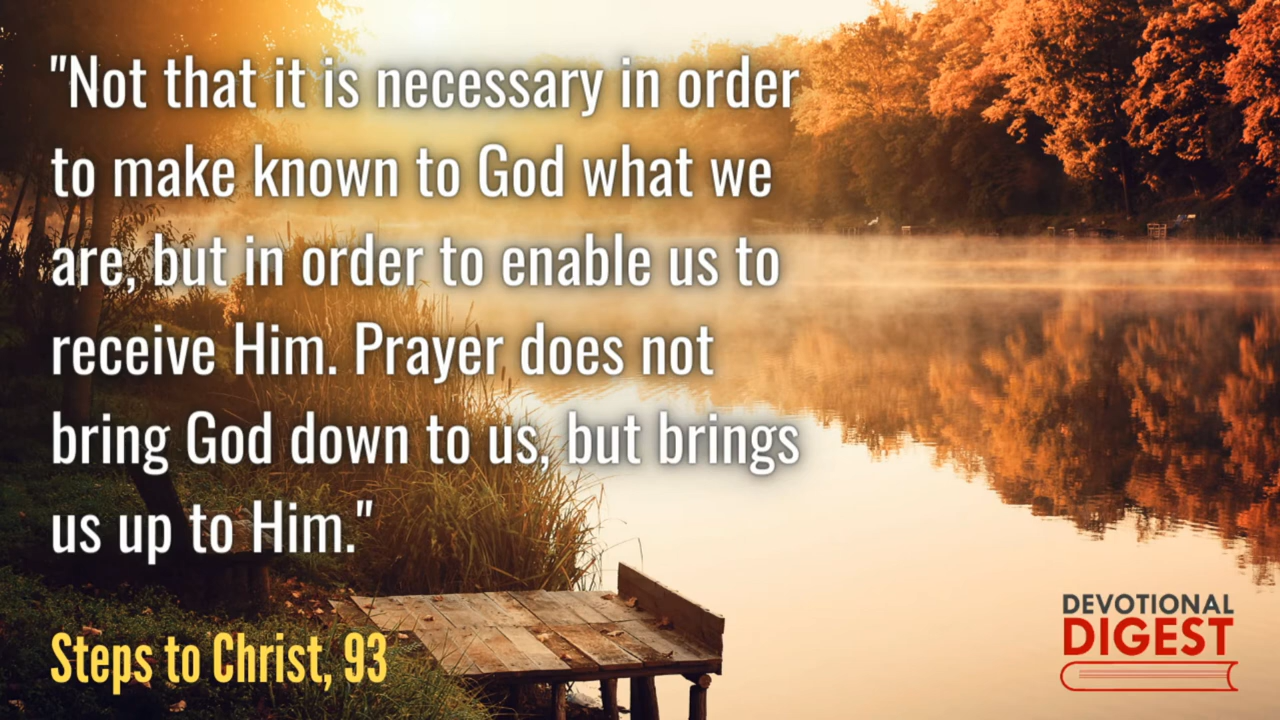 "Not that it is necessary in order
to make known to God what we
are, but in order to enable us to
receive Him. Prayer does not
bring God down to us, but brings
us up to Him."
Steps to Christ, 93
DEVOTIONAL
DIGEST